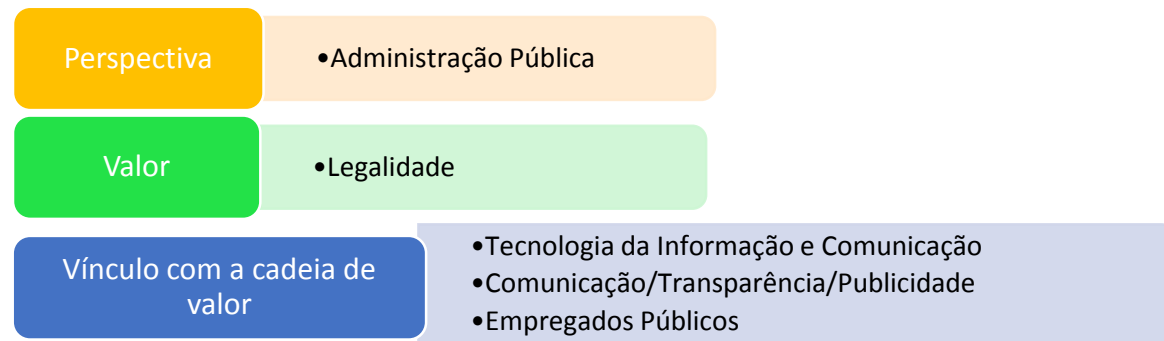 Perspectiva
•Administração Pública
Valor
•Legalidade
Vínculo com a cadeia de
valor
•Tecnologia da Informação e Comunicação
•Comunicação/Transparência/Publicidade
•Empregados Públicos